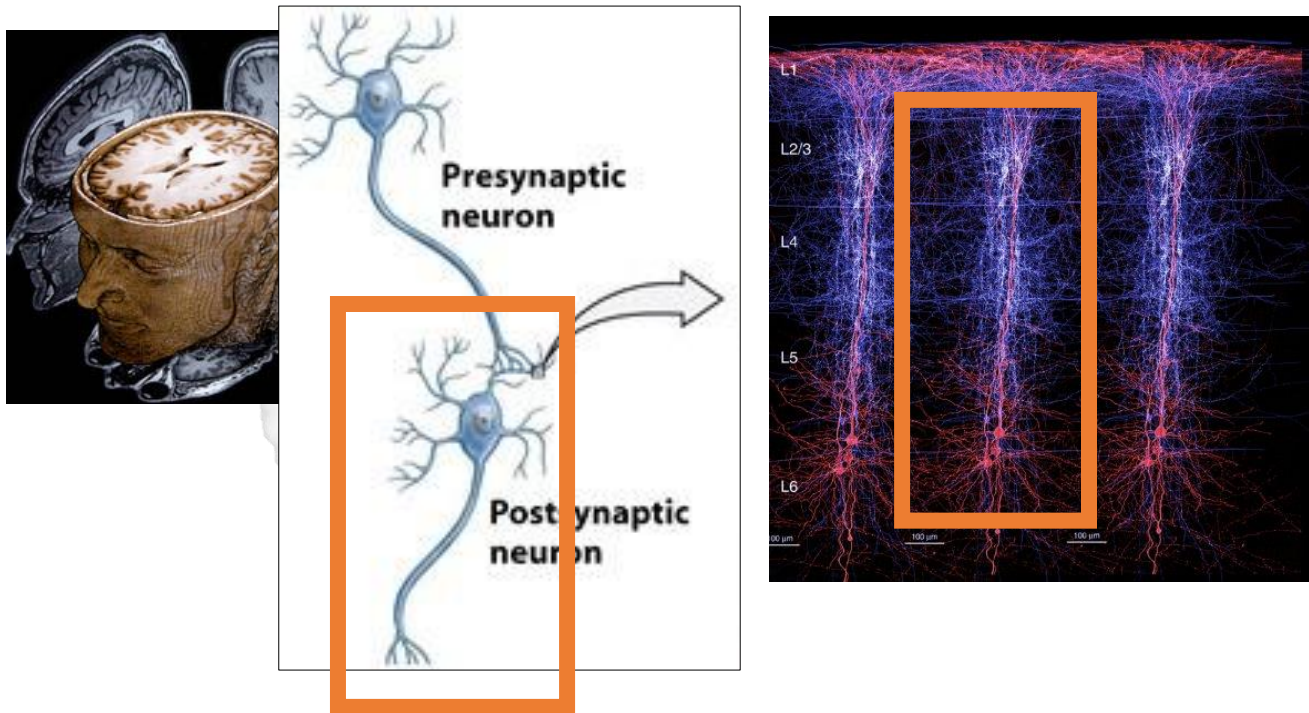 Presynaptic
neuron
Postsynaptic
neuron
L1
L2/3
L4
L5
L6
100 µm
100 µm
100 µm